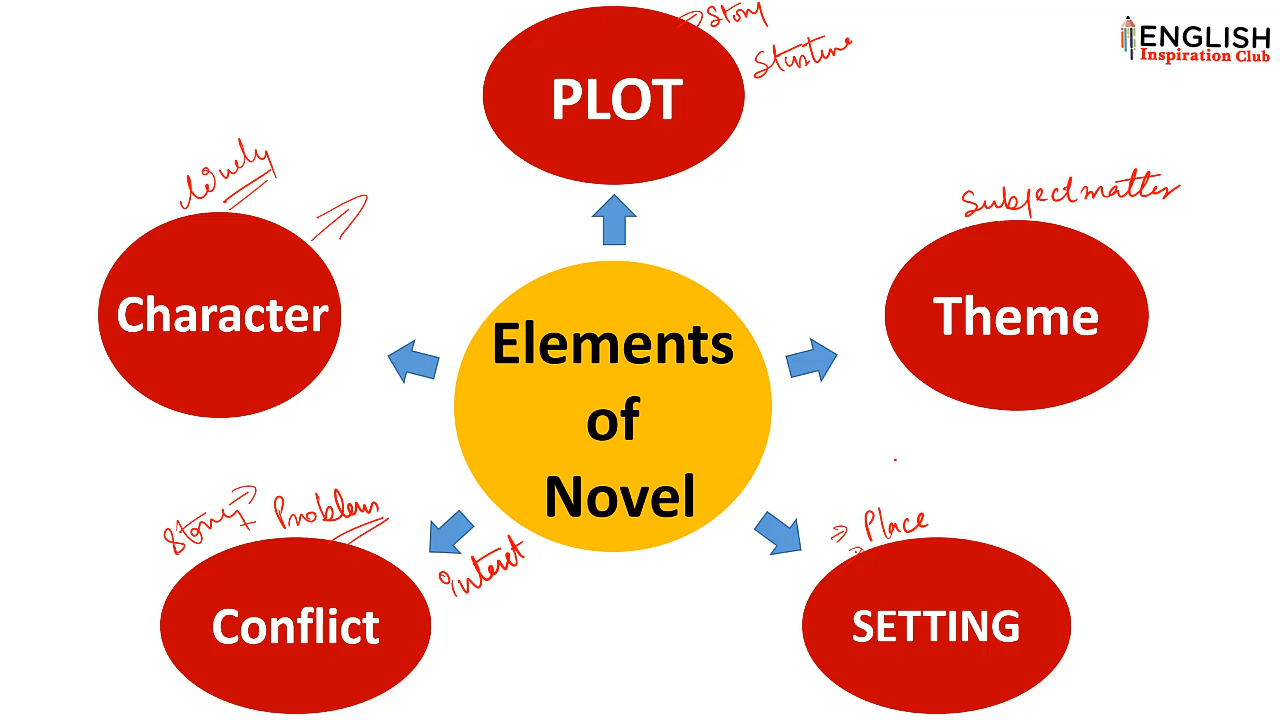 Story
Structure
PLOT
ENGLISH
Inspiration Club
Lively
Character
Subject matter
Theme
Elements
of
Novel
Story
Problem
Interest
Conflict
Place
SETTING